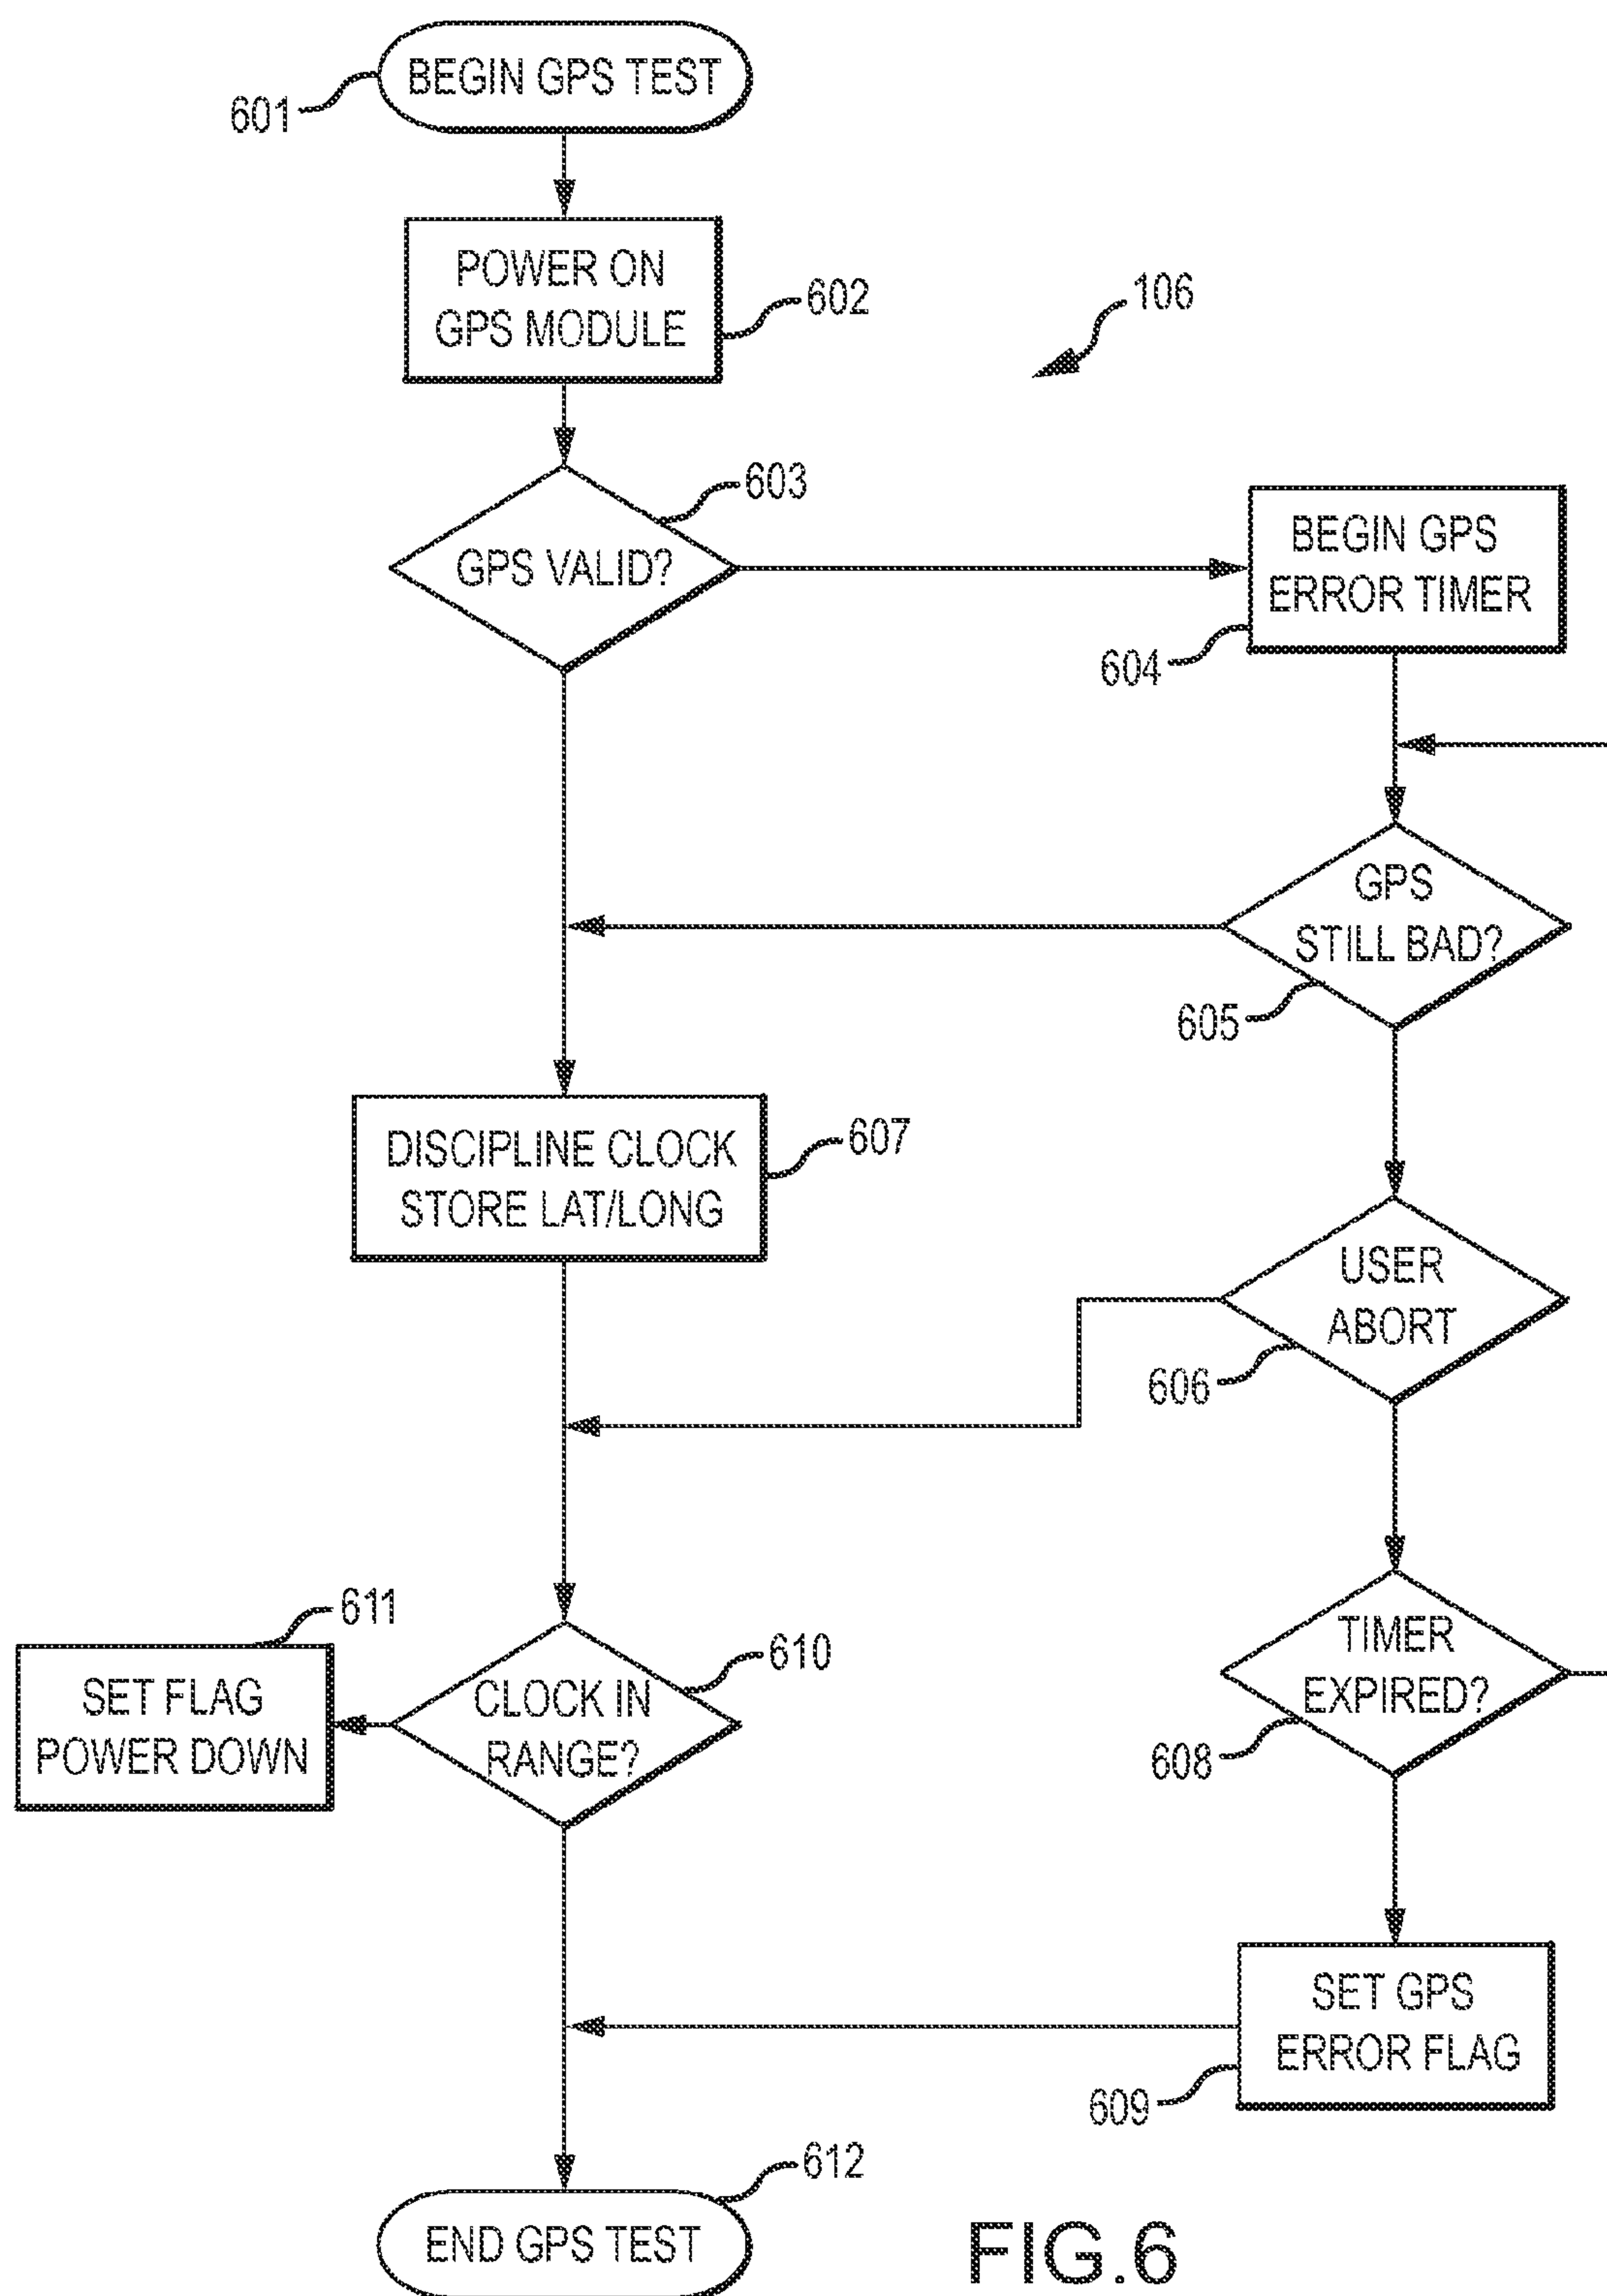 BEGIN GPS TEST
601
POWER ON
GPS MODULE
602
106
603
GPS VALID?
BEGIN GPS
ERROR TIMER
604
GPS
STILL BAD?
605
DISCIPLINE CLOCK
STORE LAT/LONG
607
USER
ABORT
606
611
SET FLAG
POWER DOWN
610
CLOCK IN
RANGE?
TIMER
EXPIRED?
608
SET GPS
ERROR FLAG
609
612
END GPS TEST
FIG.6